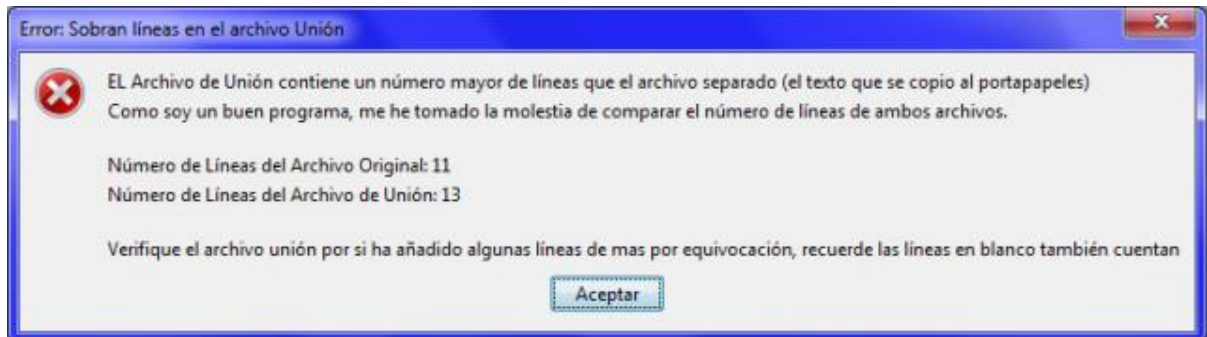 Error: Sobran líneas en el archivo Unión
EL Archivo de Unión contiene un número mayor de líneas que el archivo separado (el texto que se copio al portapapeles)
Como soy un buen programa, me he tomado la molestia de comparar el número de líneas de ambos archivos.
Número de Líneas del Archivo Original: 11
Número de Líneas del Archivo de Unión: 13
Verifique el archivo unión por si ha añadido algunas líneas de mas por equivocación, recuerde las líneas en blanco también cuentan
Aceptar